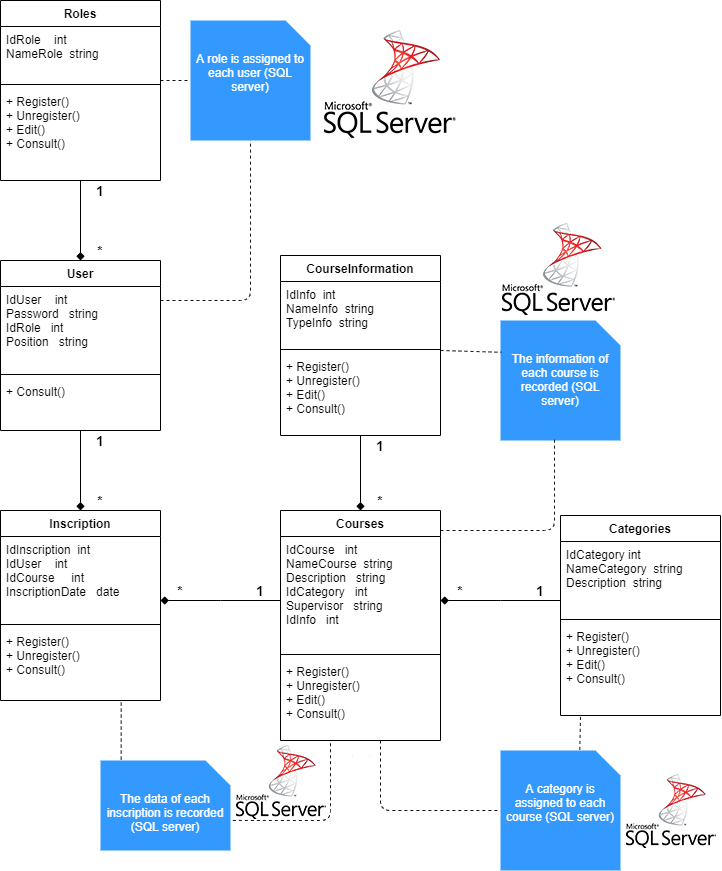 Roles
IdRole int
NameRole string
+ Register()
+ Unregister()
+ Edit()
+ Consult()
A role is assigned to
each user (SQL
server)
Microsoft®
SQL Server
1
*
User
IdUser int
Password string
IdRole int
Position string
+ Consult()
1
*
CourseInformation
IdInfo int
NameInfo string
TypeInfo string
+ Register()
+ Unregister()
+ Edit()
+ Consult()
Microsoft®
SQL Server
The information of
each course is
recorded (SQL
server)
1
*
Inscription
IdInscription int
IdUser int
IdCourse int
InscriptionDate date
+ Register()
+ Unregister()
+ Consult()
*
1
Courses
IdCourse int
NameCourse string
Description string
IdCategory int
Supervisor string
IdInfo int
+ Register()
+ Unregister()
+ Edit()
+ Consult()
*
1
Categories
IdCategory int
NameCategory string
Description string
+ Register()
+ Unregister()
+ Edit()
+ Consult()
The data of each
inscription is recorded
(SQL server)
Microsoft®
SQL Server
A category is
assigned to each
course (SQL server)
Microsoft®
SQL Server